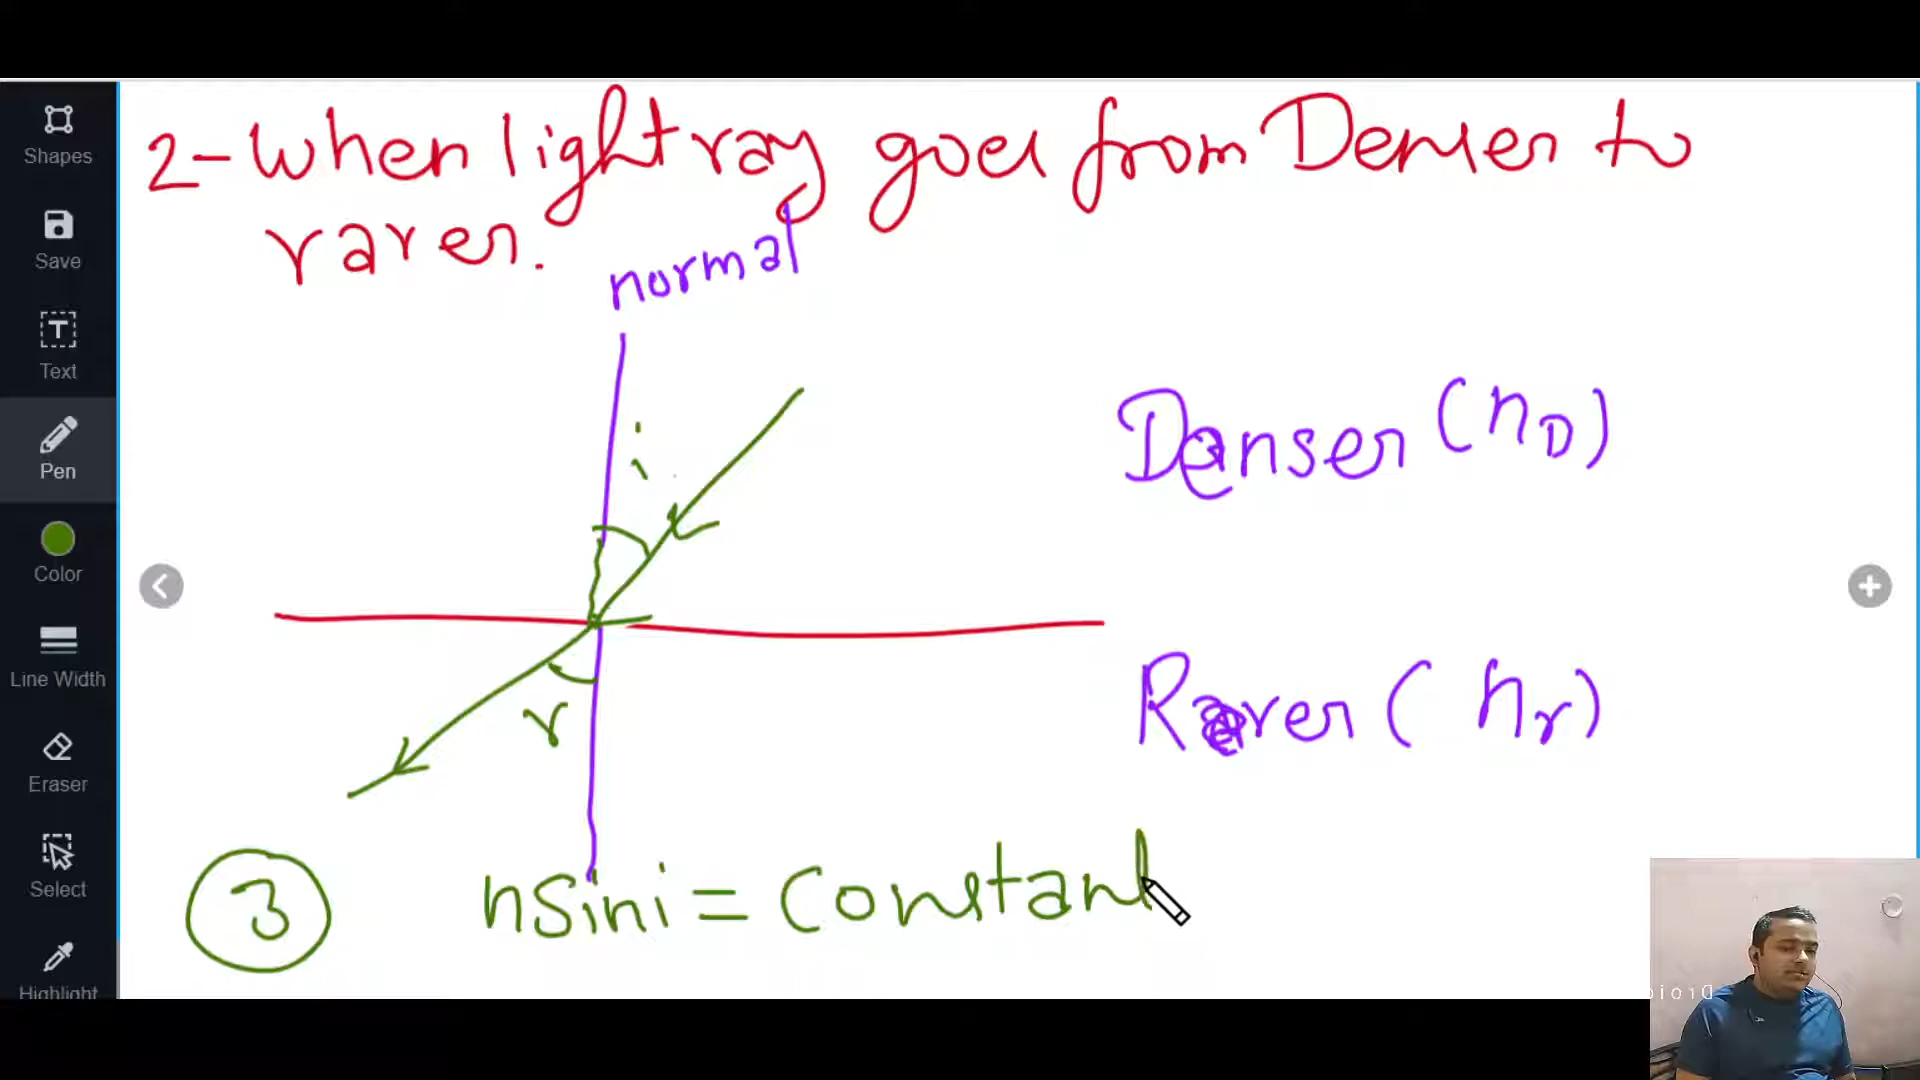 Shapes
Save
Text
Pen
Color
Line Width
Eraser
Select
Highlight
2-When light ray goes from Denser to
rarer.
normal
i
Denser (nD)
r
Rarer (nr)
3 nsini = Constant